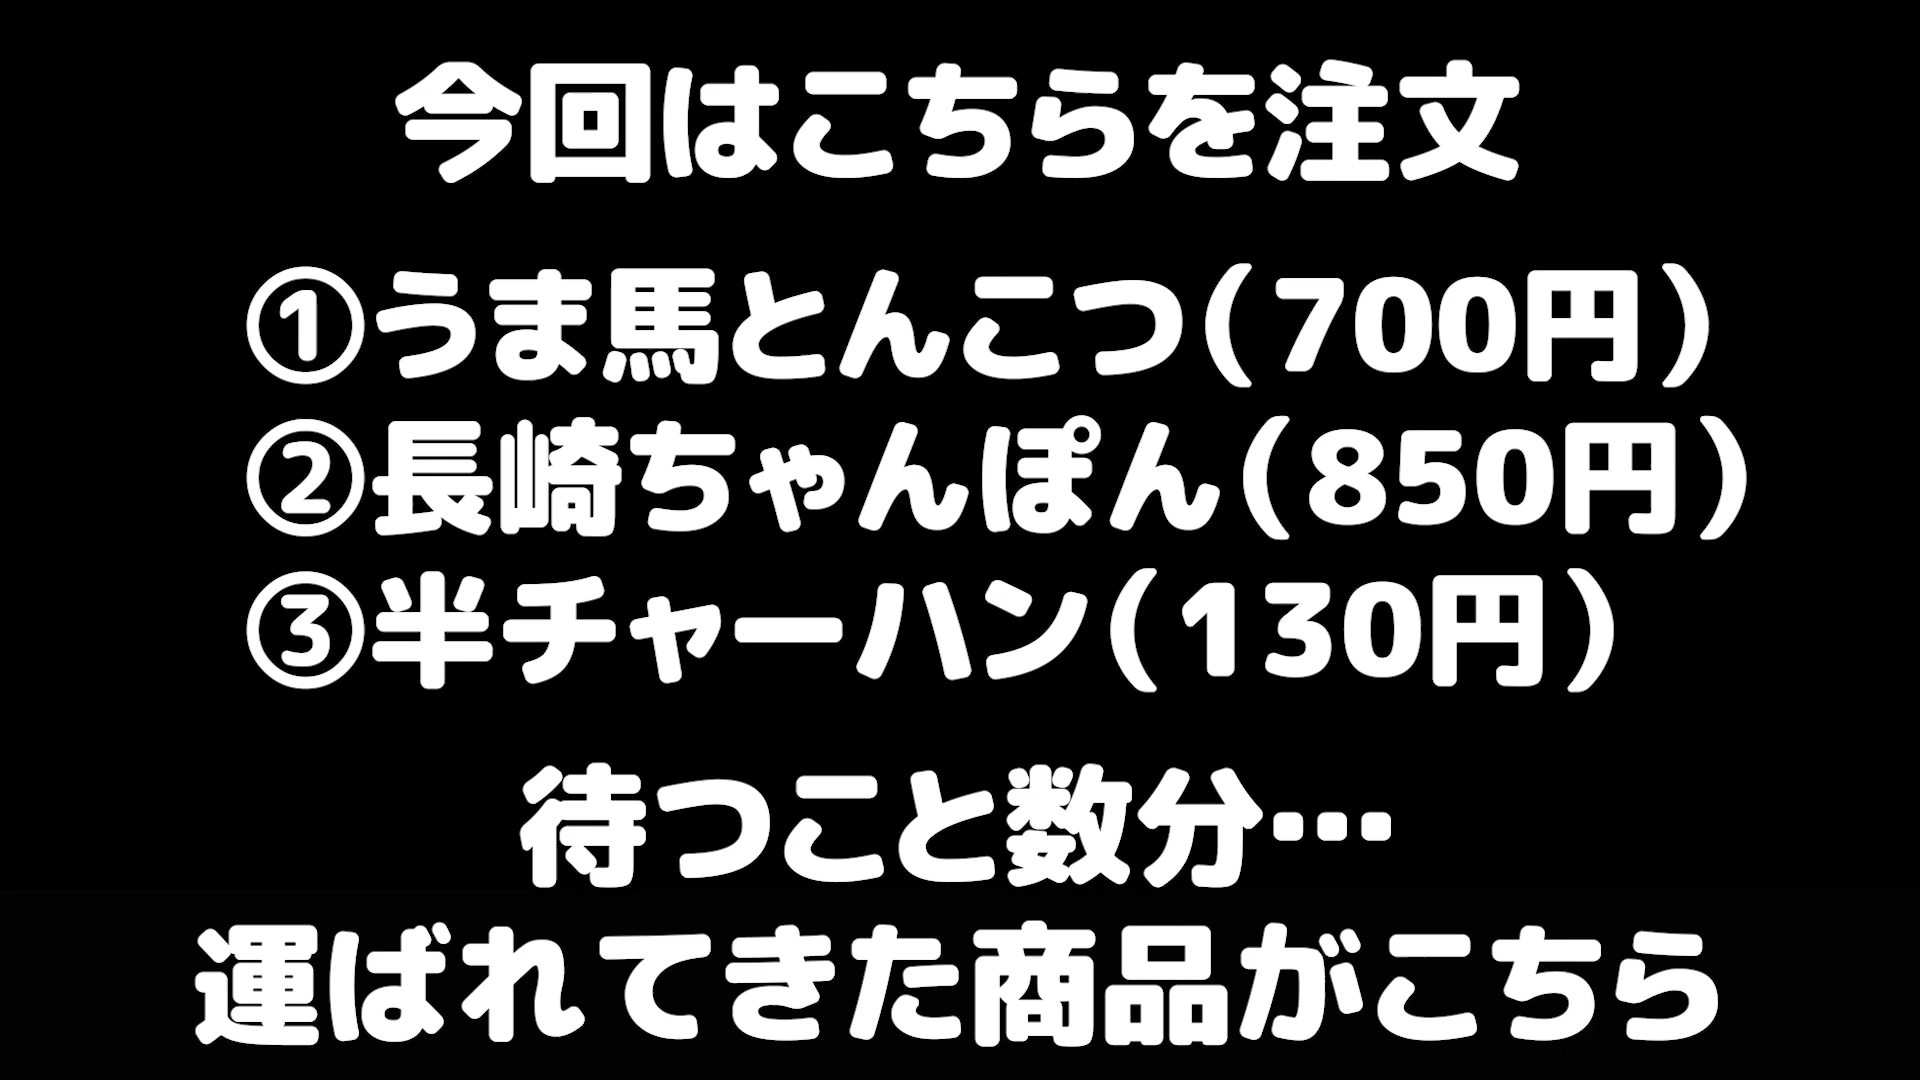 今回はこちらを注文
①うま馬とんこつ(700円)
②長崎ちゃんぽん(850円)
③半チャーハン(130円)
待つこと数分…
運ばれてきた商品がこちら